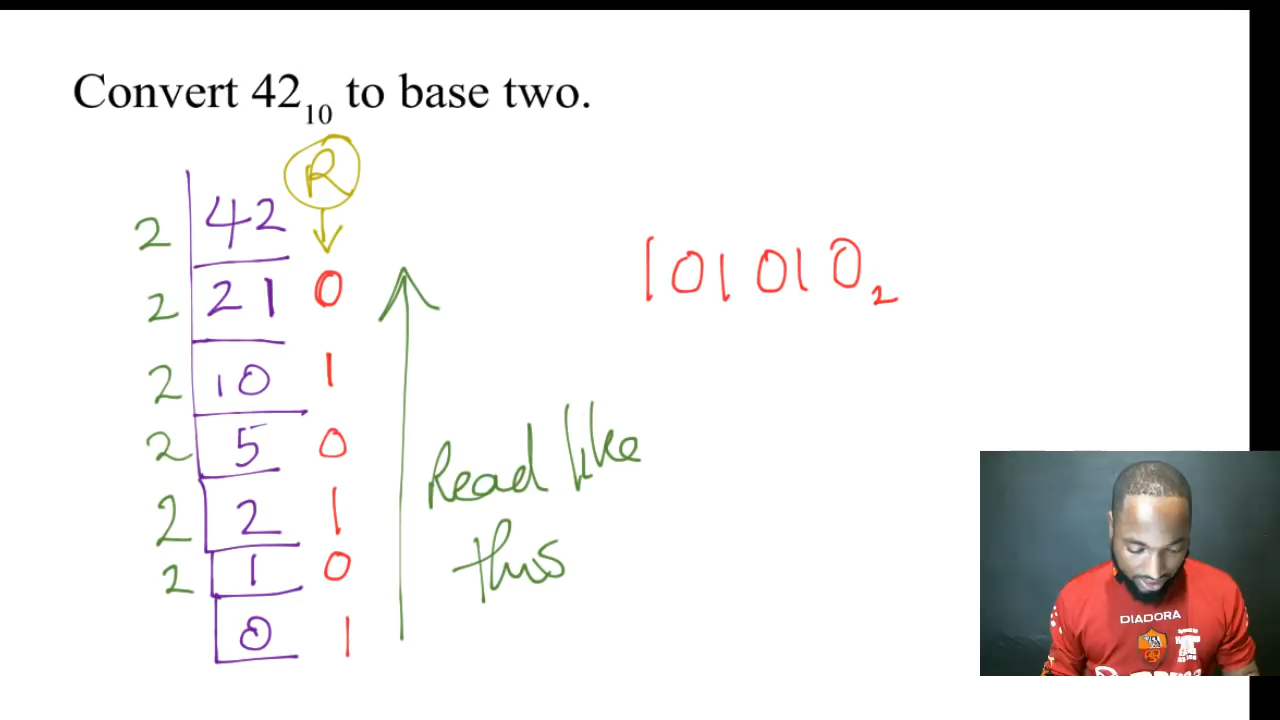 Convert 42₁₀ to base two.
R
2 42
2 21 0
2 10 1
2 5 0
2 2 1
2 1 0
0 1
101010₂
Read like
this
DIADORA